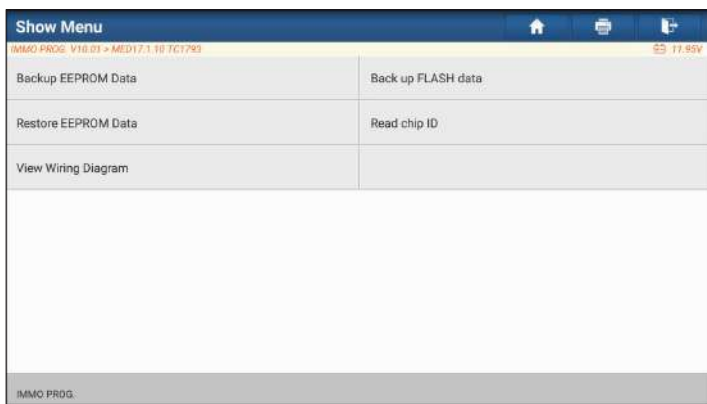 Show Menu
IMMO PROG. V10.01 > MED17.1.10 TC1793
11.95V
Backup EEPROM Data
Back up FLASH data
Restore EEPROM Data
Read chip ID
View Wiring Diagram
IMMO PROG.